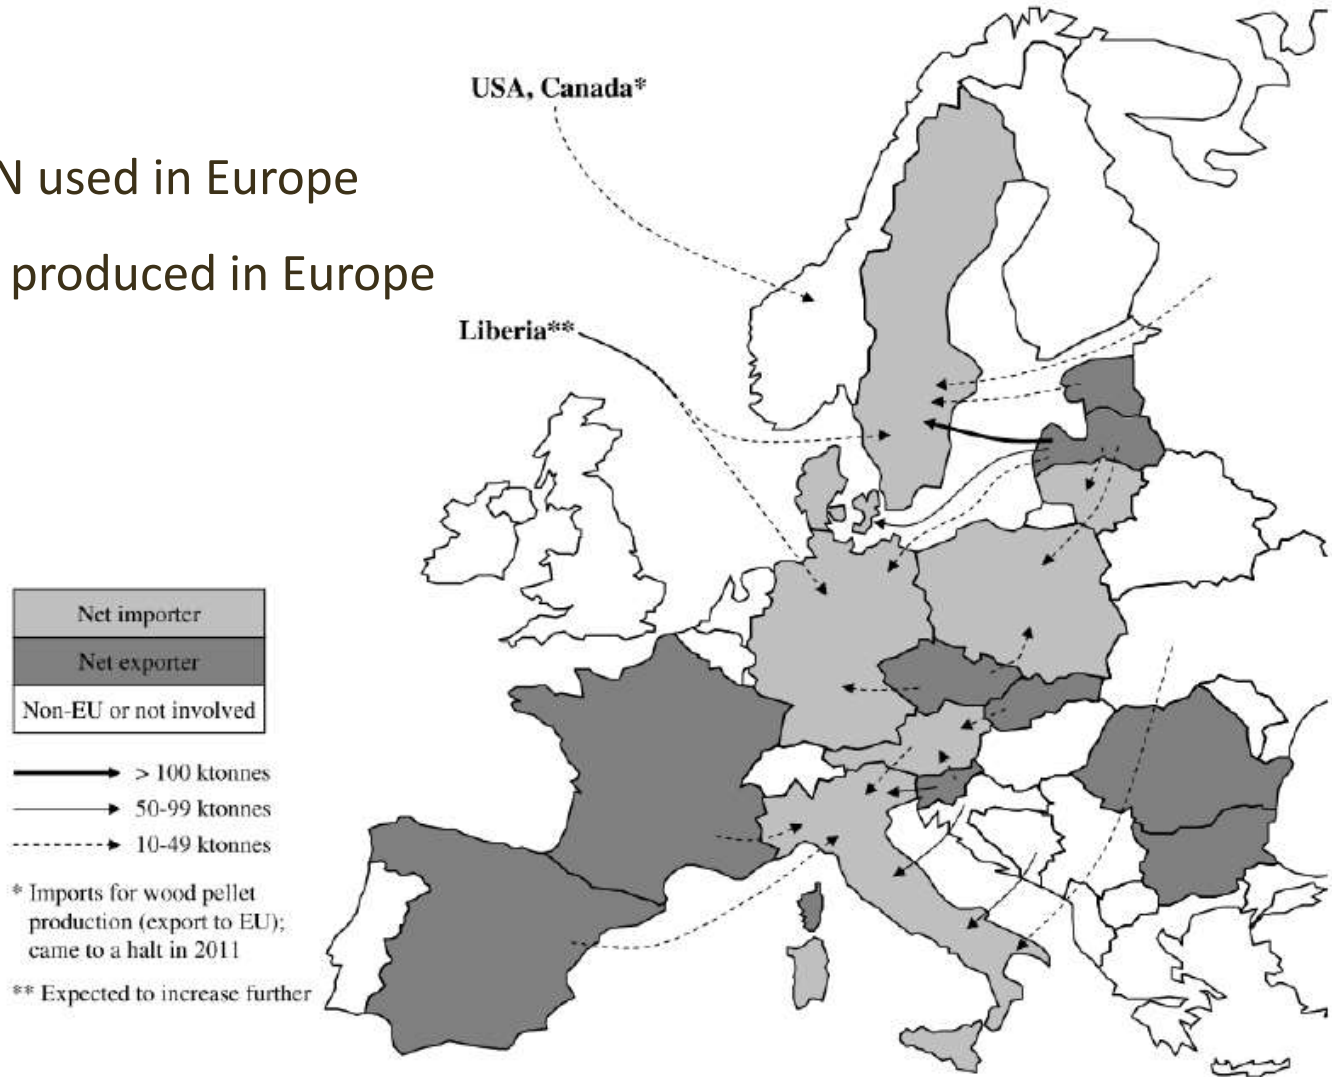 USA, Canada*
N used in Europe
produced in Europe
Liberia**
Net importer
Net exporter
Non-EU or not involved
> 100 ktonnes
50-99 ktonnes
10-49 ktonnes
* Imports for wood pellet
production (export to EU);
came to a halt in 2011
** Expected to increase further